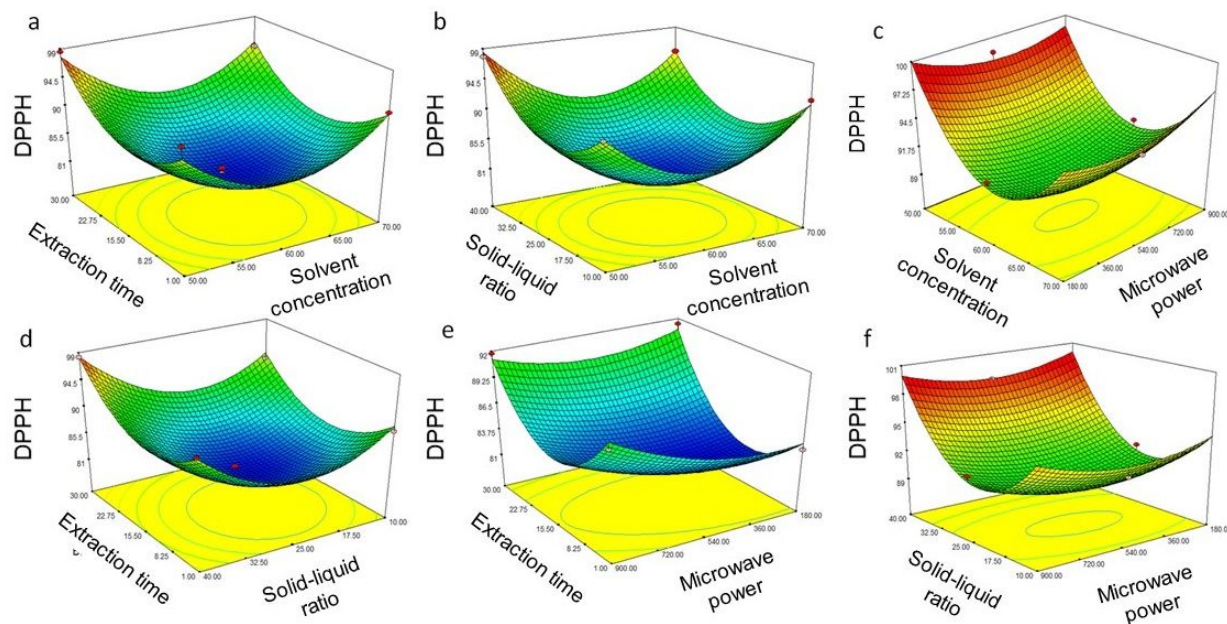 a
99
94.5
90
85.5
81
DPPH
30.00
22.75
15.50
8.25
1.00
Extraction time
50.00
55.00
60.00
65.00
70.00
Solvent
concentration
b
99
94.5
90
85.5
81
DPPH
40.00
32.50
25.00
17.50
10.00
Solid-liquid
ratio
50.00
55.00
60.00
65.00
70.00
Solvent
concentration
c
100
97.25
94.5
91.75
89
DPPH
50.00
55.00
60.00
65.00
70.00
Solvent
concentration
180.00
360.00
540.00
720.00
900.00
Microwave
power
d
99
94.5
90
85.5
81
DPPH
30.00
22.75
15.50
8.25
1.00
Extraction time
40.00
32.50
25.00
17.50
10.00
Solid-liquid
ratio
e
92
89.25
86.5
83.75
81
DPPH
30.00
22.75
15.50
8.25
1.00
Extraction time
900.00
720.00
540.00
360.00
180.00
Microwave
power
f
101
98
95
92
89
DPPH
40.00
32.50
25.00
17.50
10.00
Solid-liquid
ratio
900.00
720.00
540.00
360.00
180.00
Microwave
power